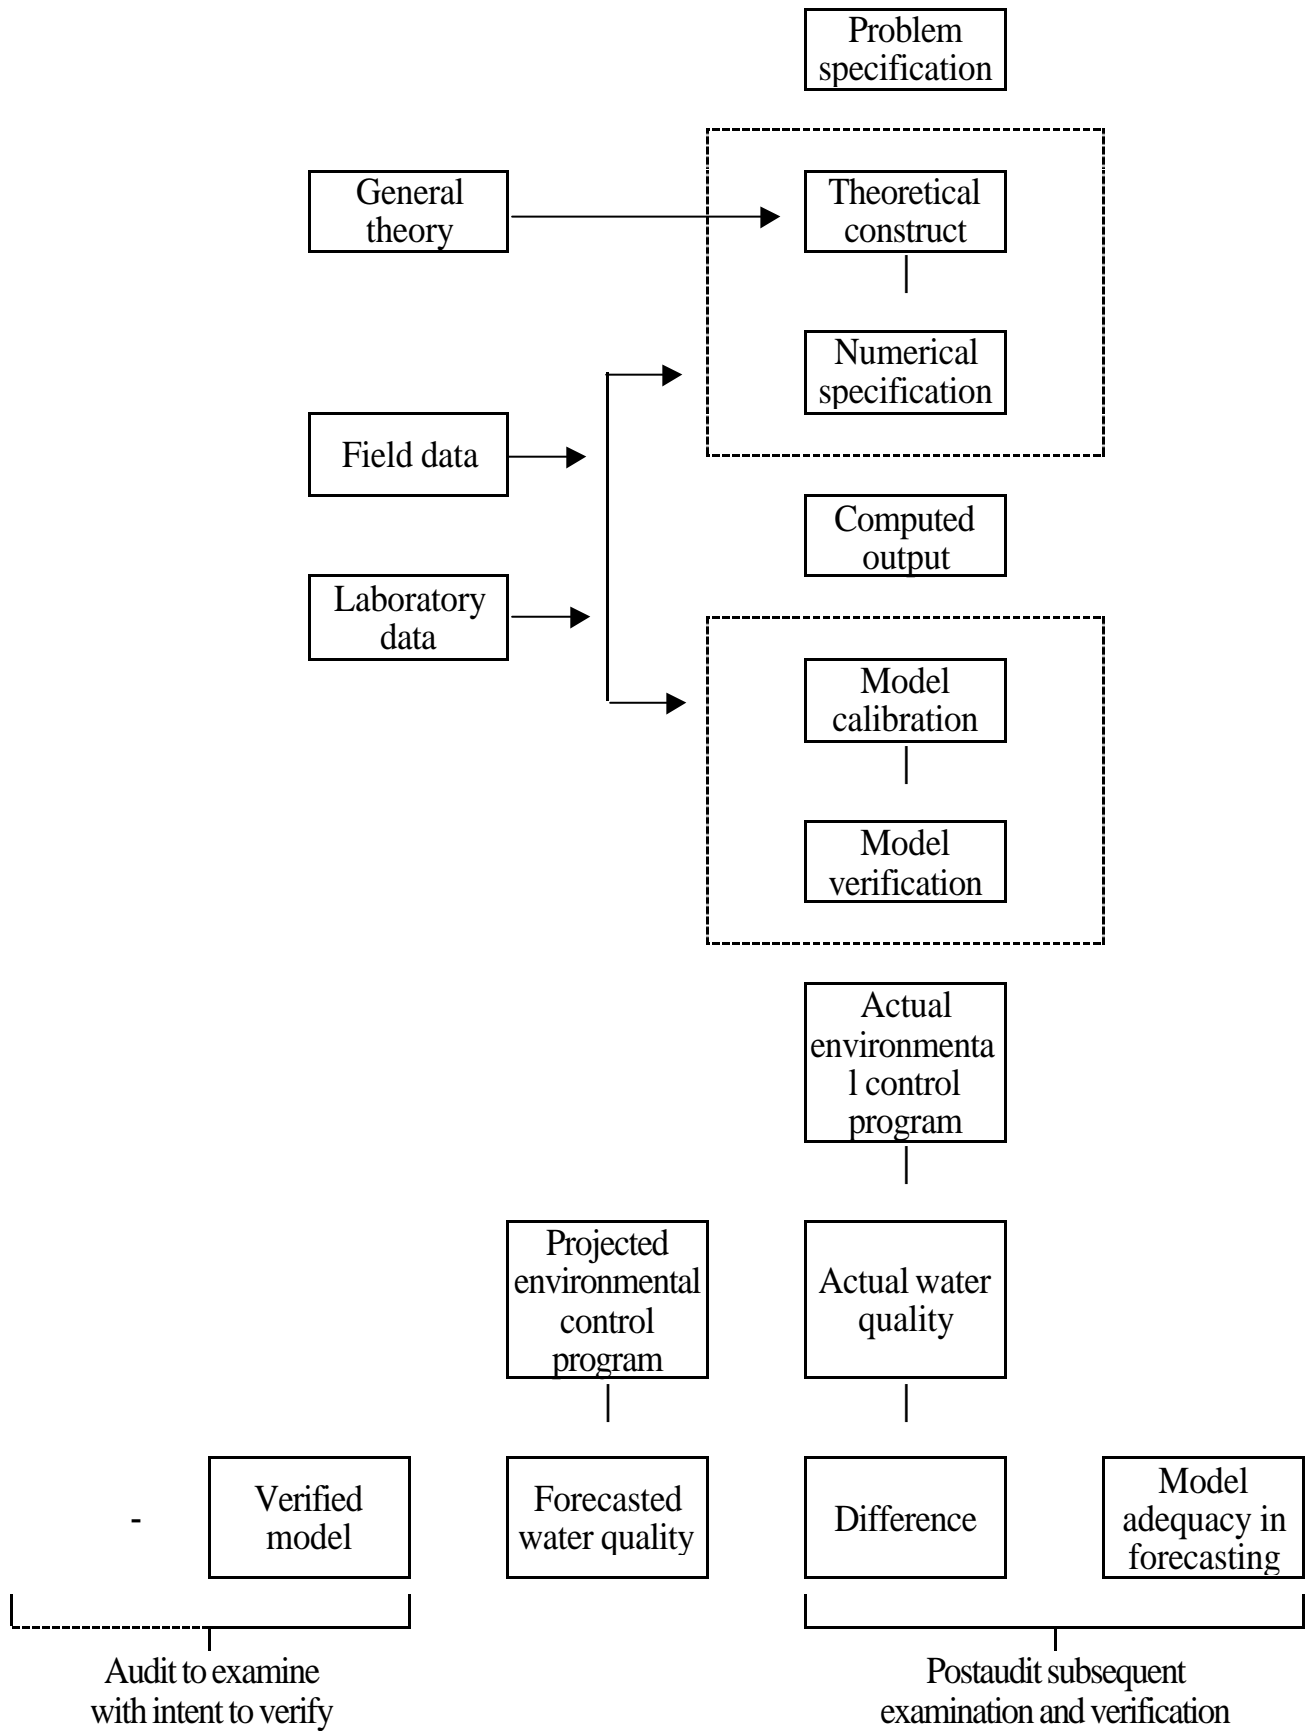 Problem
specification
General
theory
Theoretical
construct
Numerical
specification
Field data
Computed
output
Laboratory
data
Model
calibration
Model
verification
Actual
environmenta
l control
program
Projected
environmental
control
program
Actual water
quality
-
Verified
model
Forecasted
water quality
Difference
Model
adequacy in
forecasting
Audit to examine
with intent to verify
Postaudit subsequent
examination and verification